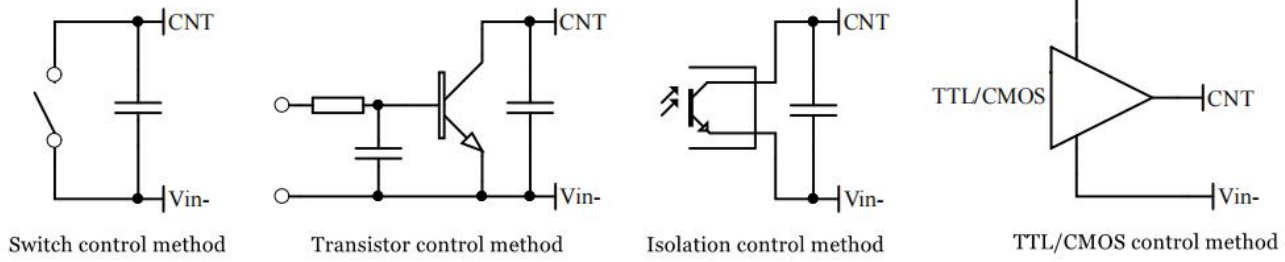 CNT
Vin-
Switch control method
CNT
Vin-
Transistor control method
CNT
Vin-
Isolation control method
TTL/CMOS
CNT
Vin-
TTL/CMOS control method